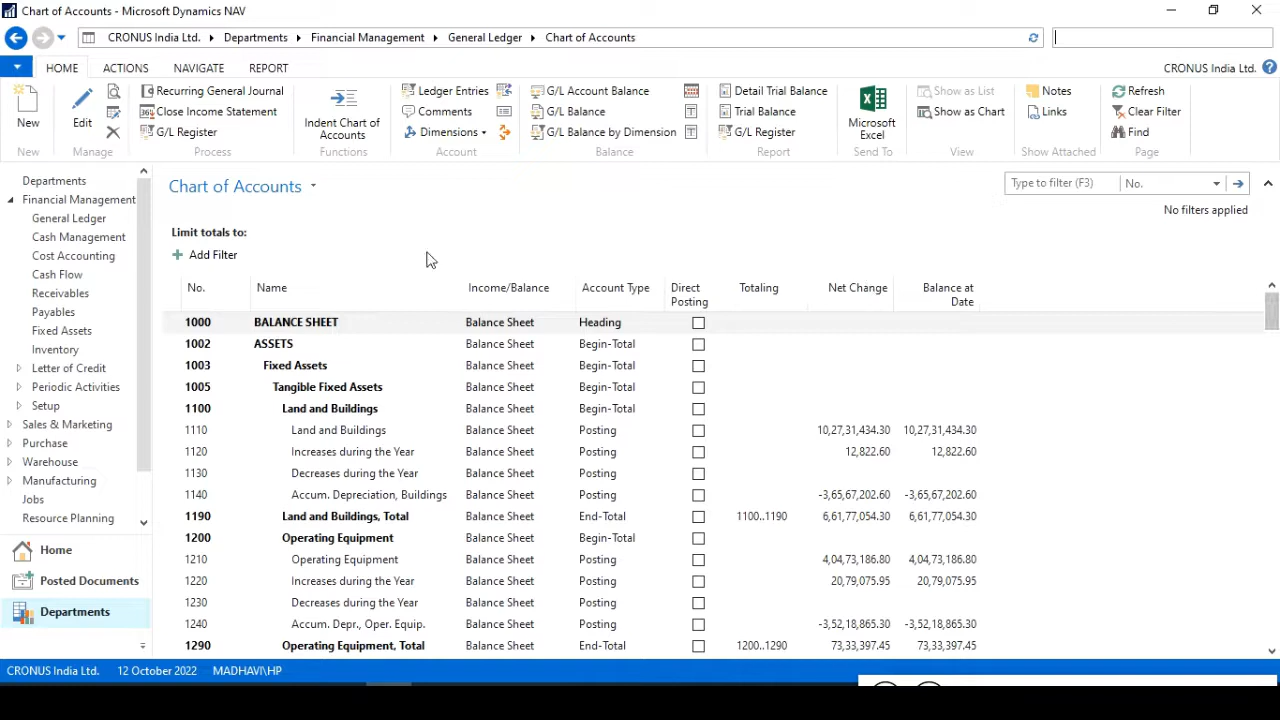 Chart of Accounts - Microsoft Dynamics NAV
CRONUS India Ltd. Departments Financial Management General Ledger Chart of Accounts
HOME ACTIONS NAVIGATE REPORT CRONUS India Ltd.
New
Edit
Recurring General Journal
Close Income Statement
G/L Register
Indent Chart of Accounts
Ledger Entries
Comments
Dimensions
G/L Account Balance
G/L Balance
G/L Balance by Dimension
Detail Trial Balance
Trial Balance
G/L Register
Microsoft Excel
Show as List
Show as Chart
Notes
Links
Refresh
Clear Filter
Find
New Manage Process Functions Account Balance Report Send To View Show Attached Page
Departments
Financial Management
General Ledger
Cash Management
Cost Accounting
Cash Flow
Receivables
Payables
Fixed Assets
Inventory
Letter of Credit
Periodic Activities
Setup
Sales & Marketing
Purchase
Warehouse
Manufacturing
Jobs
Resource Planning
Home
Posted Documents
Departments
Chart of Accounts
Type to filter (F3) No.
No filters applied
Limit totals to:
Add Filter
No. Name Income/Balance Account Type Direct Posting Totaling Net Change Balance at Date
1000 BALANCE SHEET Balance Sheet Heading
1002 ASSETS Balance Sheet Begin-Total
1003 Fixed Assets Balance Sheet Begin-Total
1005 Tangible Fixed Assets Balance Sheet Begin-Total
1100 Land and Buildings Balance Sheet Begin-Total
1110 Land and Buildings Balance Sheet Posting 10,27,31,434.30 10,27,31,434.30
1120 Increases during the Year Balance Sheet Posting 12,822.60 12,822.60
1130 Decreases during the Year Balance Sheet Posting
1140 Accum. Depreciation, Buildings Balance Sheet Posting -3,65,67,202.60 -3,65,67,202.60
1190 Land and Buildings, Total Balance Sheet End-Total 1100..1190 6,61,77,054.30 6,61,77,054.30
1200 Operating Equipment Balance Sheet Begin-Total
1210 Operating Equipment Balance Sheet Posting 4,04,73,186.80 4,04,73,186.80
1220 Increases during the Year Balance Sheet Posting 20,79,075.95 20,79,075.95
1230 Decreases during the Year Balance Sheet Posting
1240 Accum. Depr., Oper. Equip. Balance Sheet Posting -3,52,18,865.30 -3,52,18,865.30
1290 Operating Equipment, Total Balance Sheet End-Total 1200..1290 73,33,397.45 73,33,397.45
CRONUS India Ltd. 12 October 2022 MADHAVI\HP